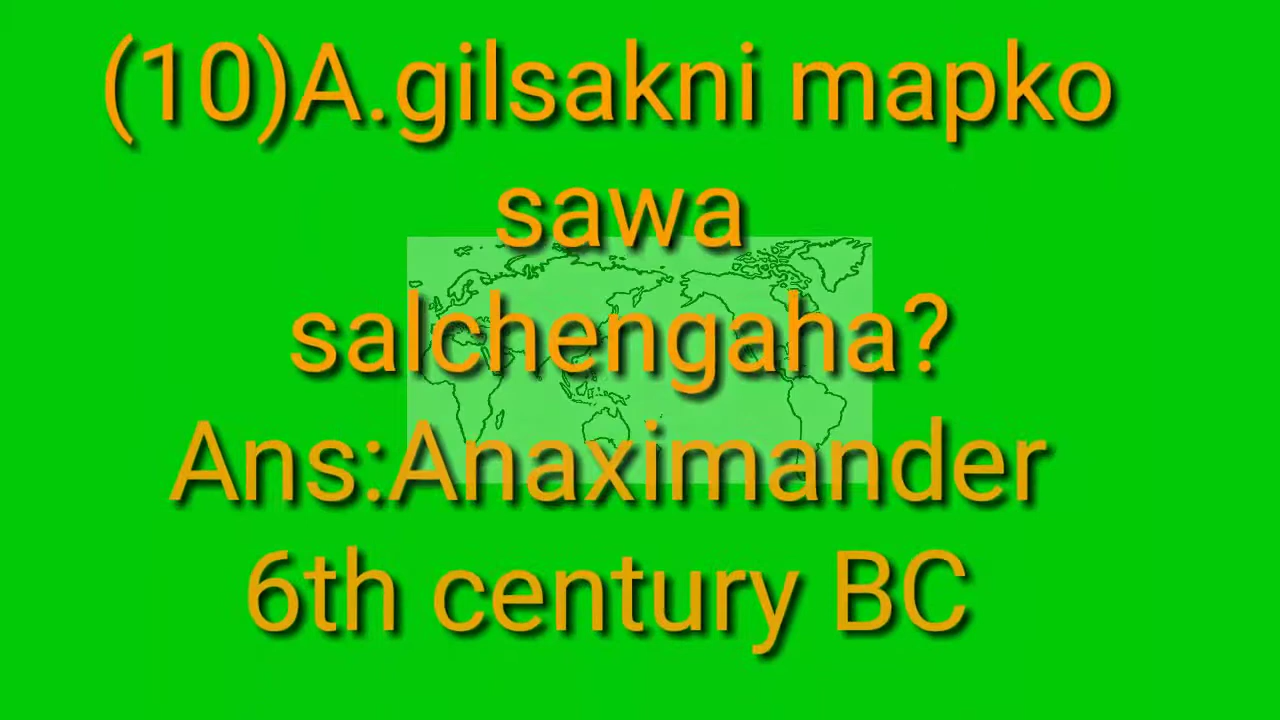 (10)A.gilsakni mapko
sawa
salchengaha?
Ans:Anaximander
6th century BC